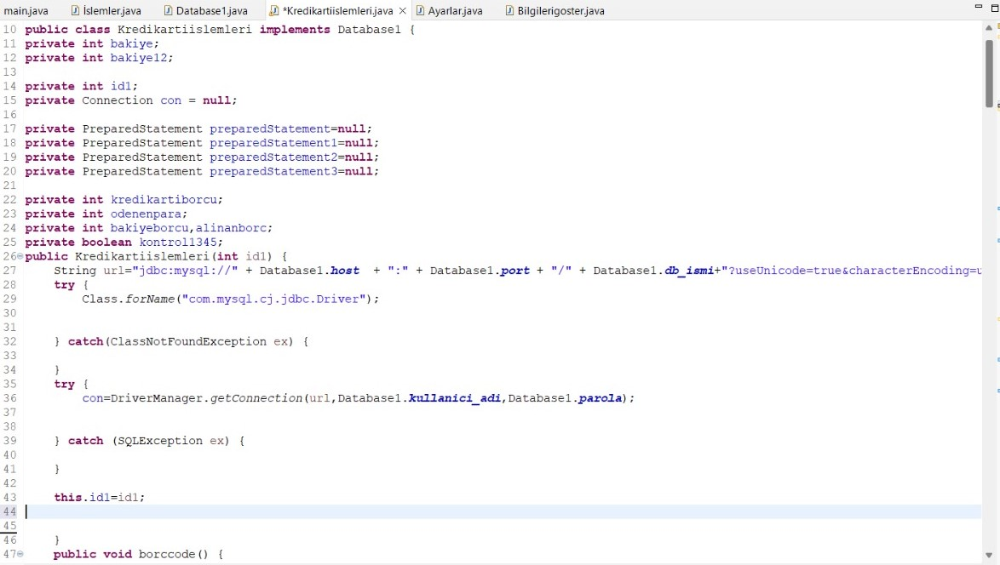 main.java İslemler.java Database1.java *Kredikartiislemleri.java Ayarlar.java Bilgilerigoster.java
10 public class Kredikartiislemleri implements Database1 {
11 private int bakiye;
12 private int bakiye12;
13
14 private int id1;
15 private Connection con = null;
16
17 private PreparedStatement preparedStatement=null;
18 private PreparedStatement preparedStatement1=null;
19 private PreparedStatement preparedStatement2=null;
20 private PreparedStatement preparedStatement3=null;
21
22 private int kredikartiborcu;
23 private int odenenpara;
24 private int bakiyeborcu,alinanborc;
25 private boolean kontrol1345;
26 public Kredikartiislemleri(int id1) {
27 String url="jdbc:mysql://" + Database1.host + ":" + Database1.port + "/" + Database1.db_ismi+"?useUnicode=true&characterEncoding=u
28 try {
29 Class.forName("com.mysql.cj.jdbc.Driver");
30
31
32 } catch(ClassNotFoundException ex) {
33
34 }
35 try {
36 con=DriverManager.getConnection(url,Database1.kullanici_adi,Database1.parola);
37
38
39 } catch (SQLException ex) {
40
41 }
42
43 this.id1=id1;
44
45
46 }
47 public void borccode() {